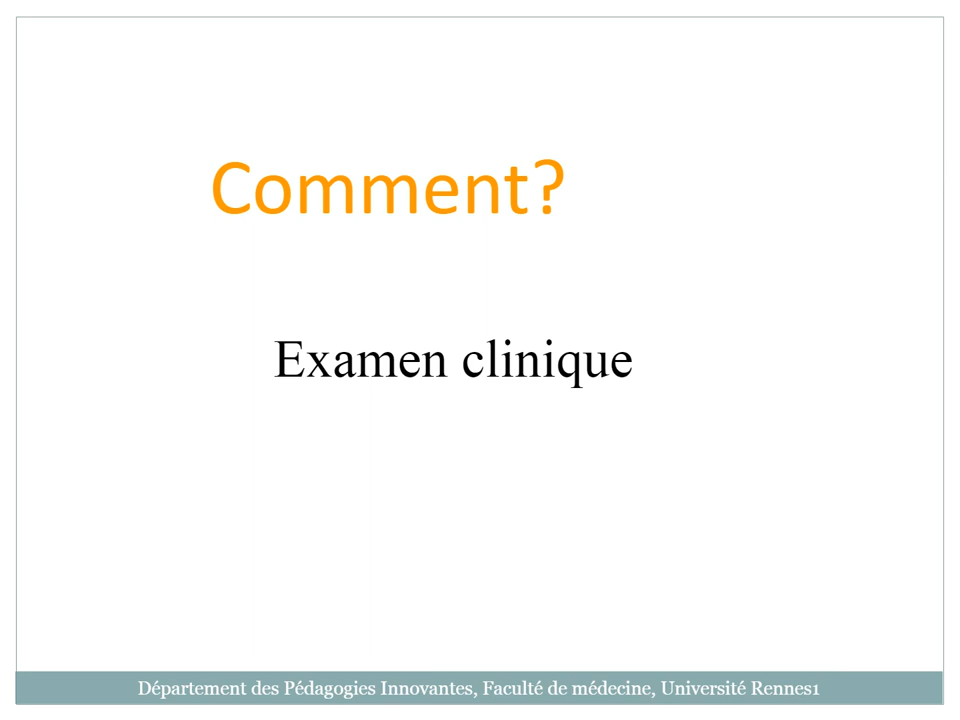 Comment?
Examen clinique
Département des Pédagogies Innovantes, Faculté de médecine, Université Rennes1